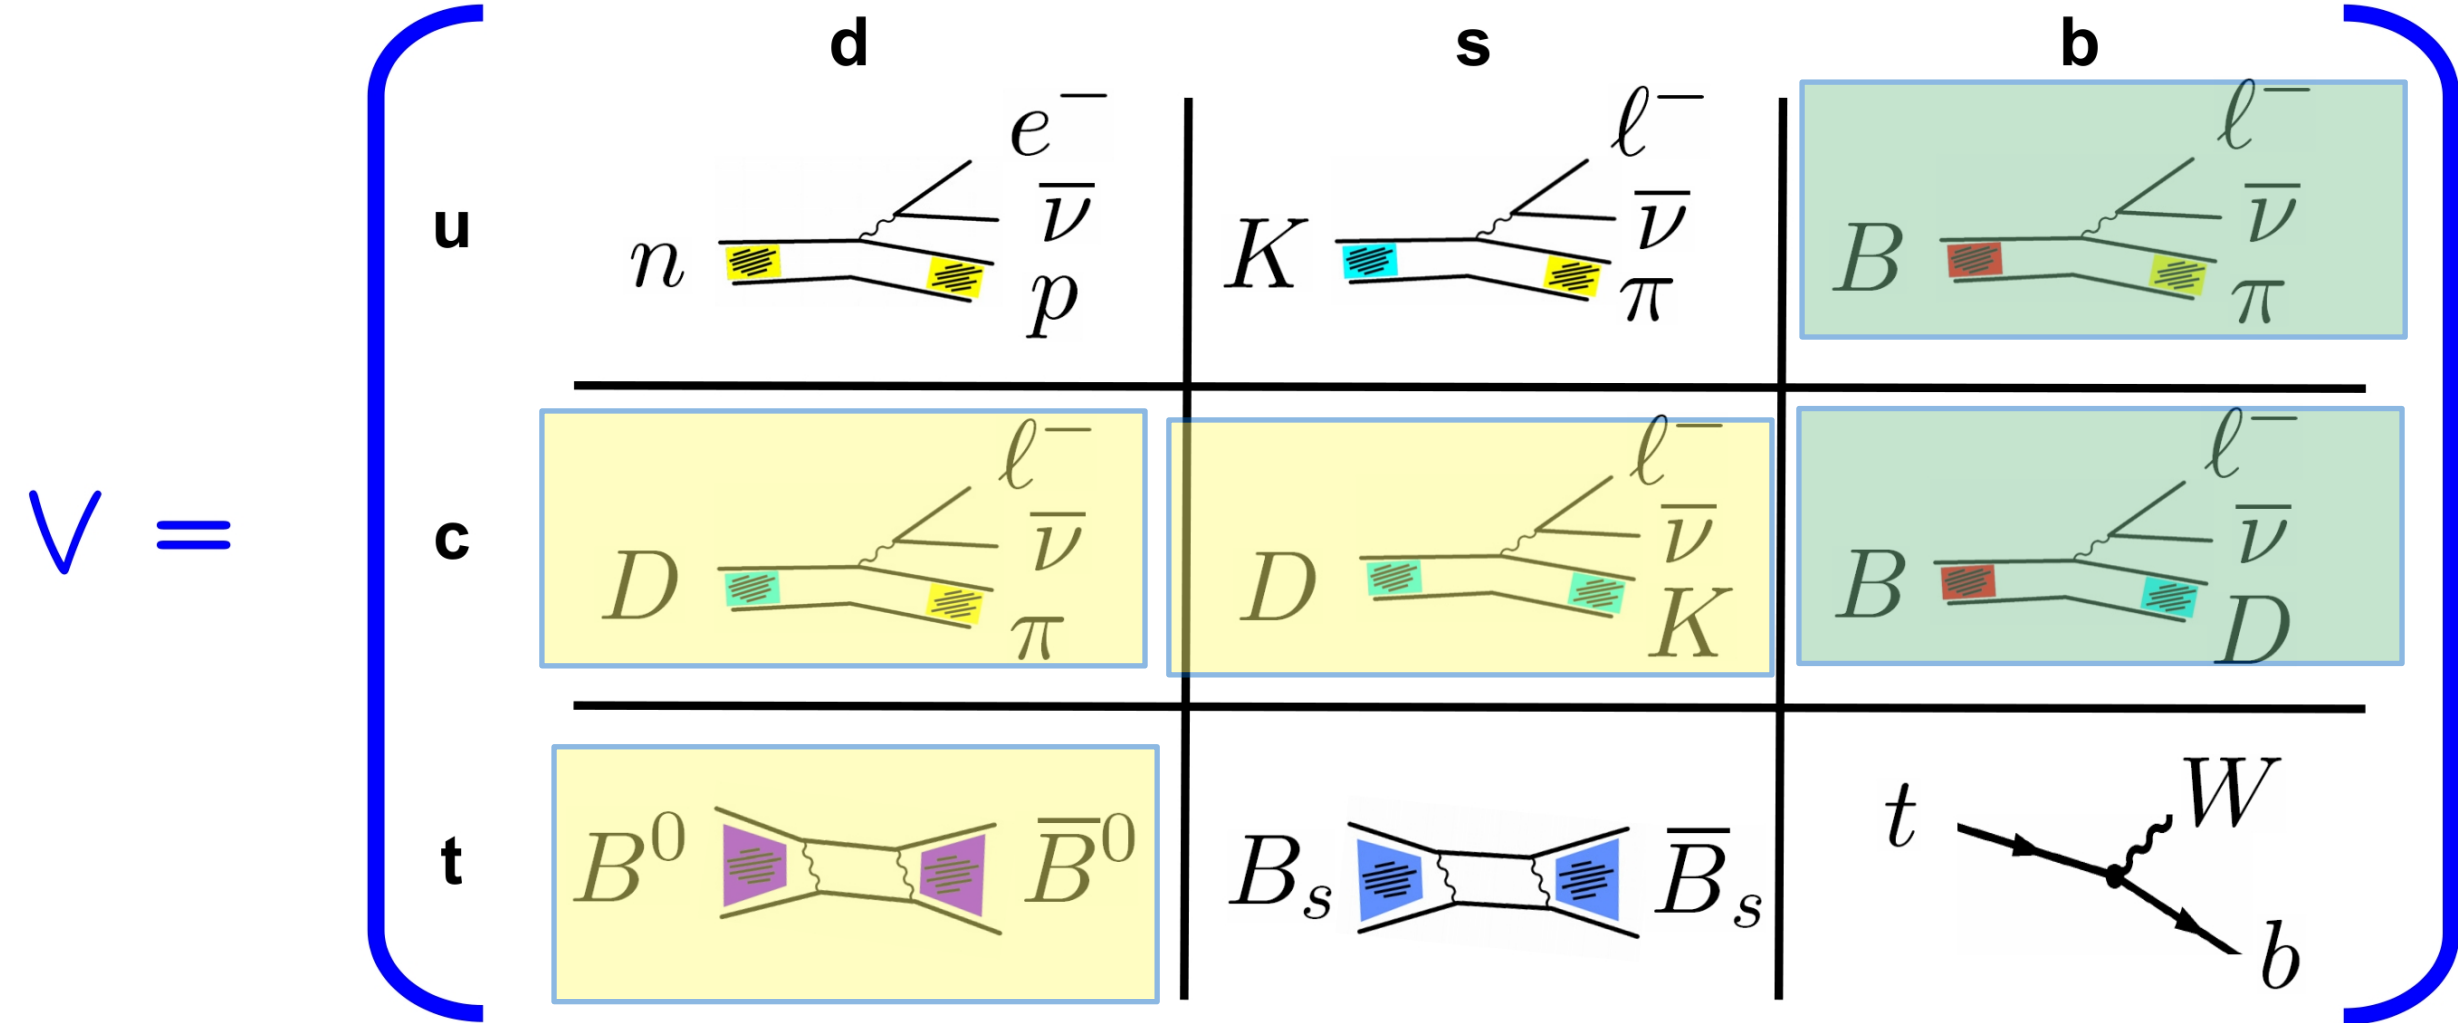 d s b
u n e⁻ ν̅ p K ℓ⁻ ν̅ π B ℓ⁻ ν̅ π
V =
c D ℓ⁻ ν̅ π D ℓ⁻ ν̅ K B ℓ⁻ ν̅ D
t B⁰ B̅⁰ Bₛ B̅ₛ t W b